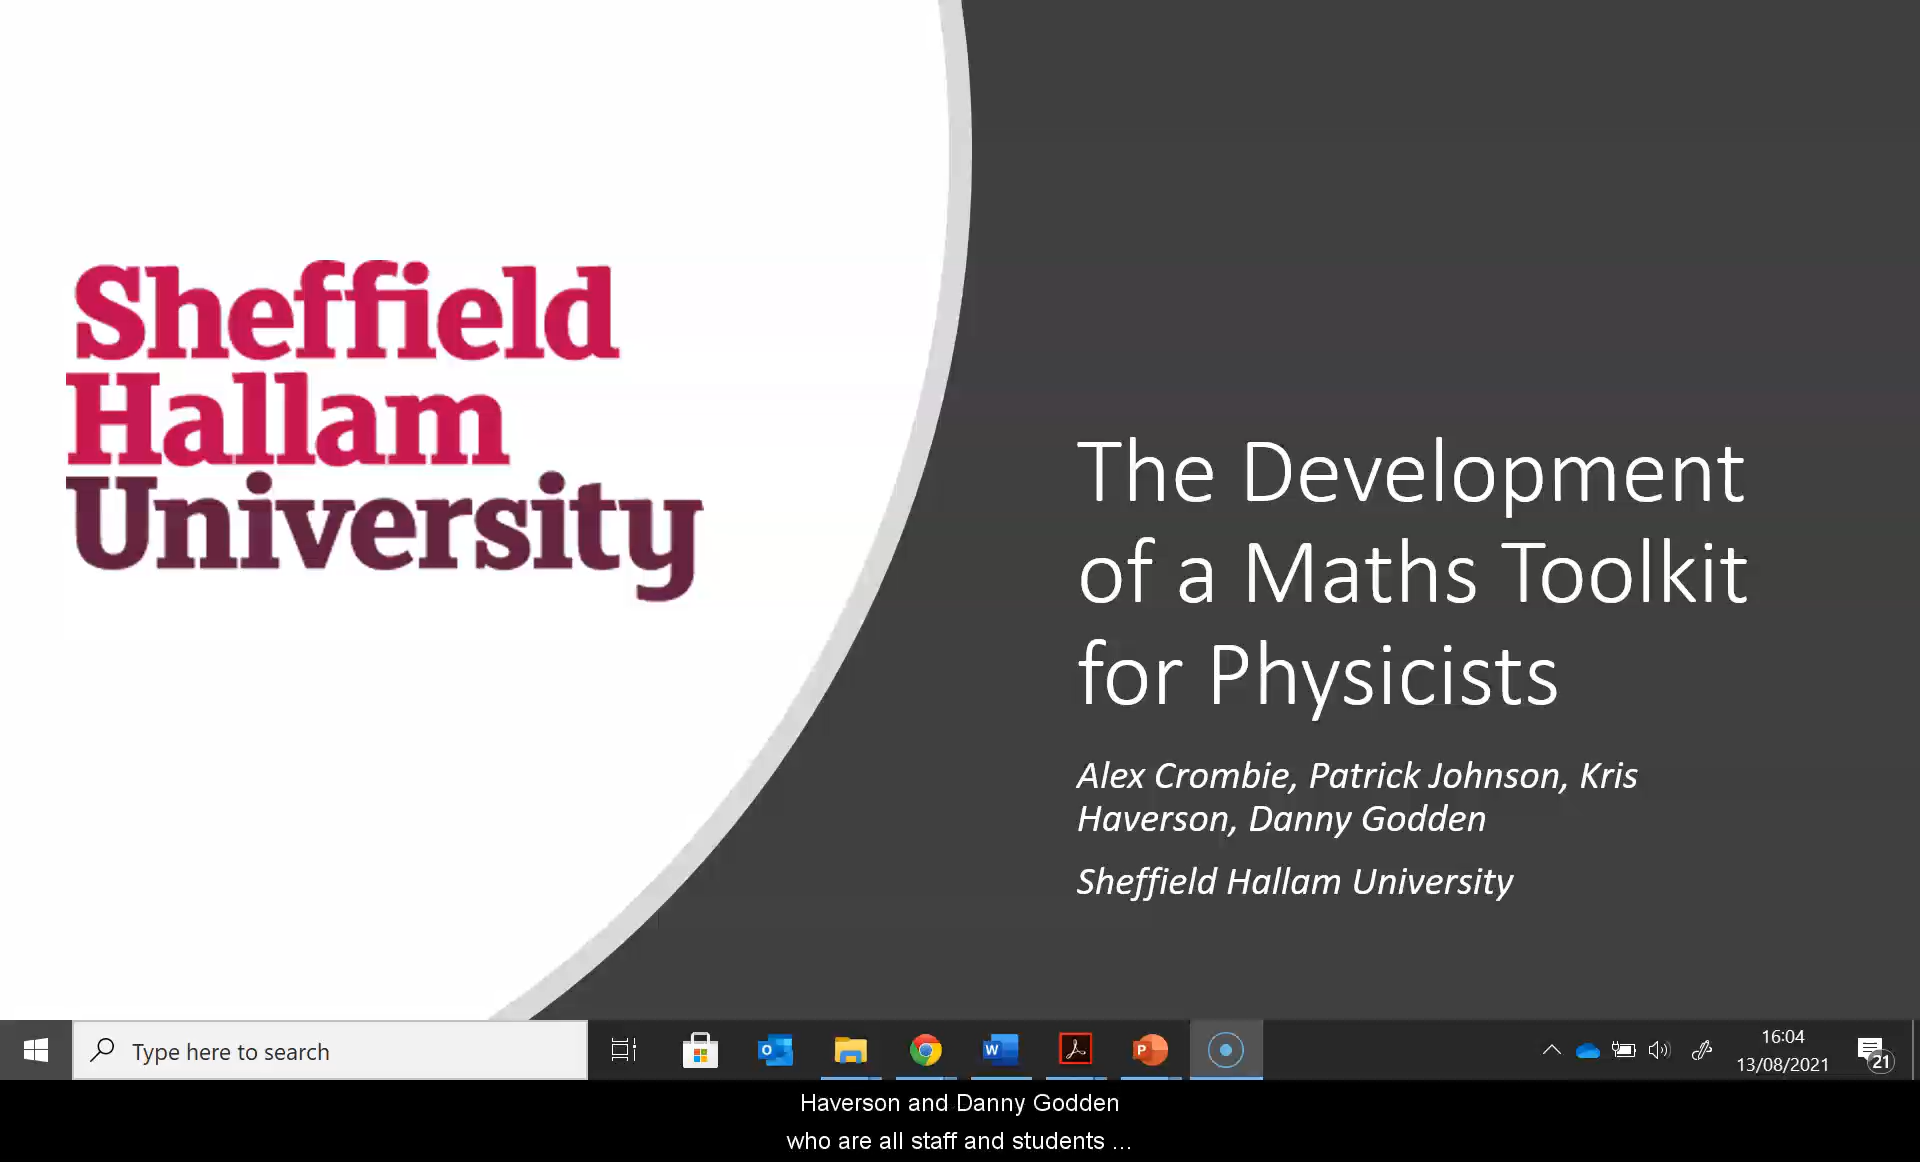 Sheffield
Hallam
University
The Development
of a Maths Toolkit
for Physicists
Alex Crombie, Patrick Johnson, Kris
Haverson, Danny Godden
Sheffield Hallam University
Type here to search
16:04
13/08/2021
21
Haverson and Danny Godden
who are all staff and students ...